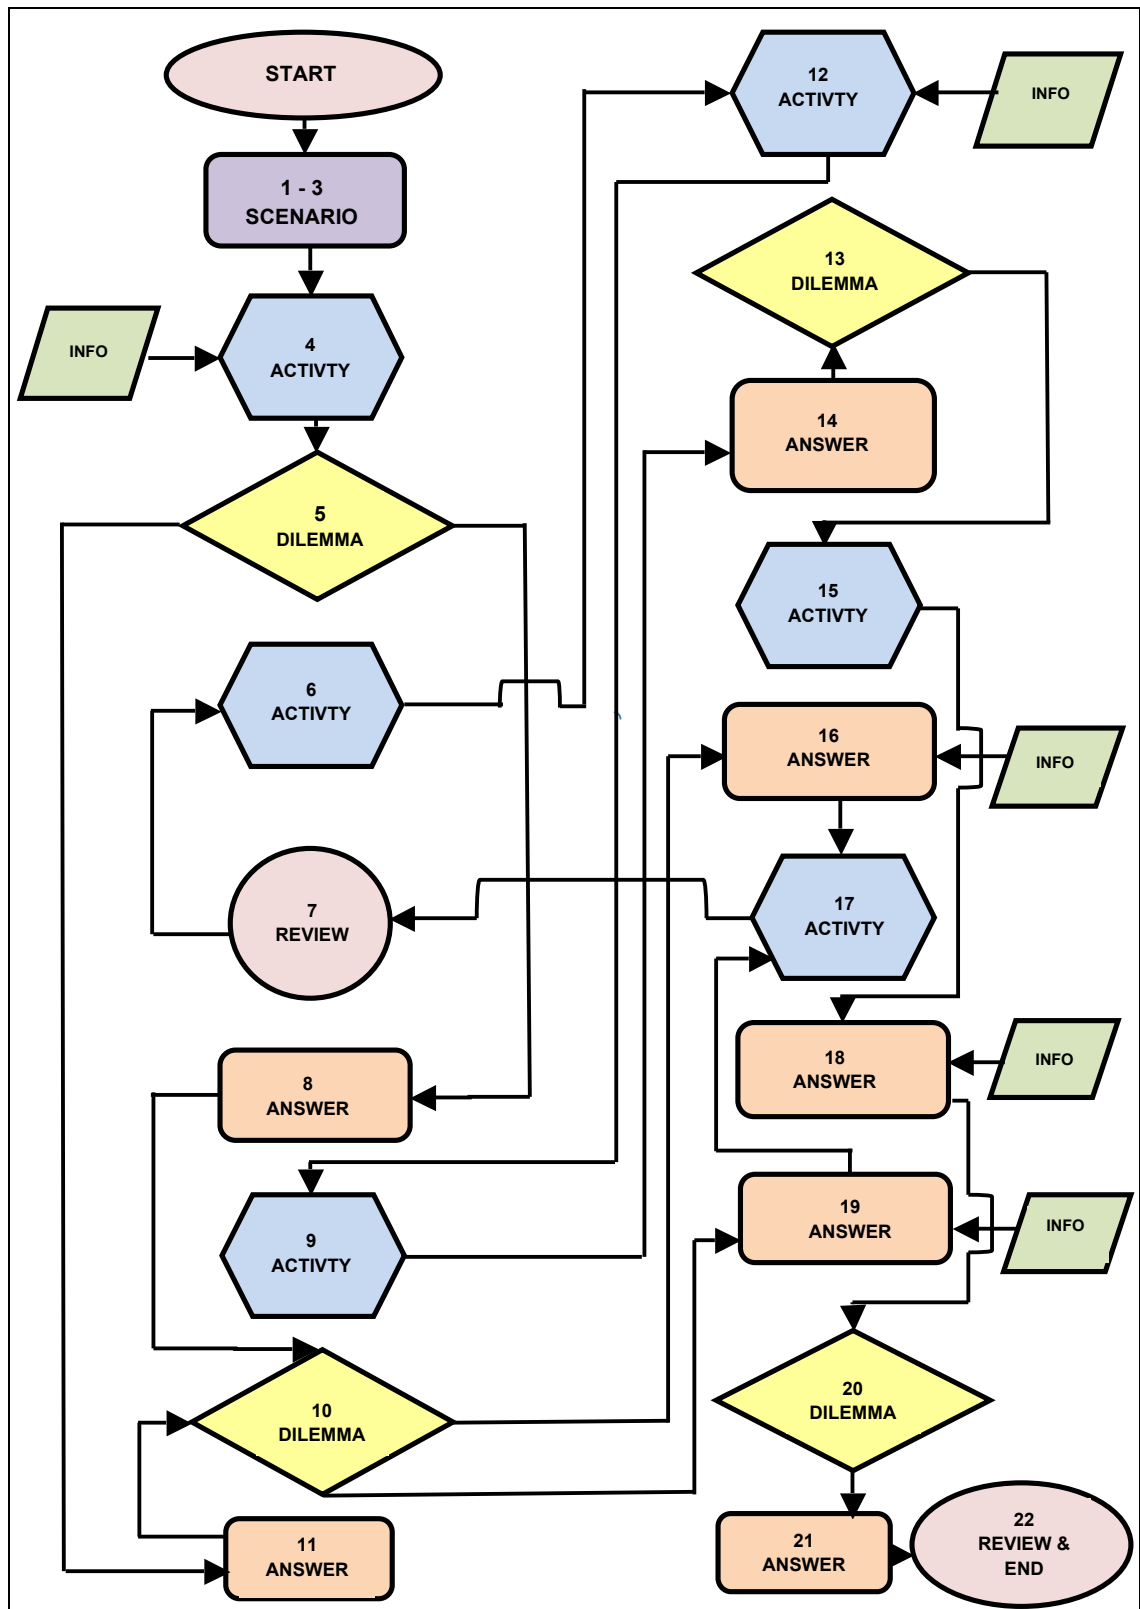 START
1 - 3
SCENARIO
INFO
4
ACTIVTY
5
DILEMMA
6
ACTIVTY
7
REVIEW
8
ANSWER
9
ACTIVTY
10
DILEMMA
11
ANSWER
12
ACTIVTY
INFO
13
DILEMMA
14
ANSWER
15
ACTIVTY
16
ANSWER
INFO
17
ACTIVTY
18
ANSWER
INFO
19
ANSWER
INFO
20
DILEMMA
21
ANSWER
22
REVIEW &
END